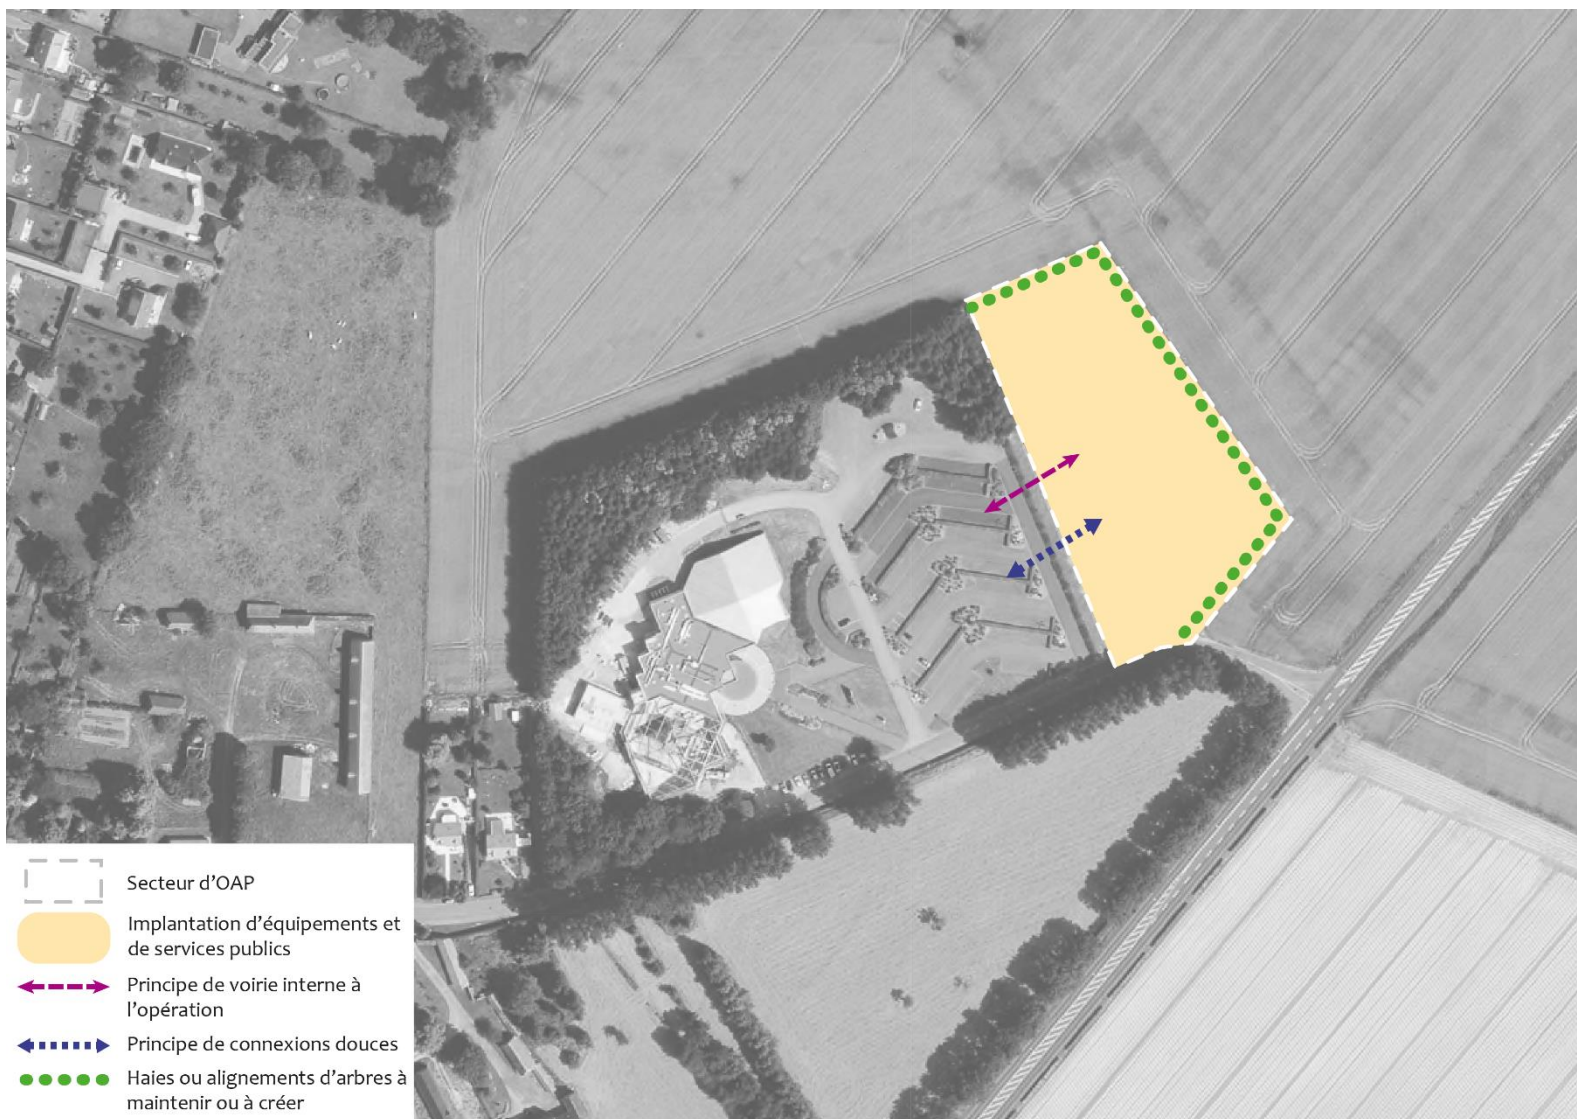 Secteur d’OAP
Implantation d’équipements et
de services publics
Principe de voirie interne à
l’opération
Principe de connexions douces
Haies ou alignements d’arbres à
maintenir ou à créer